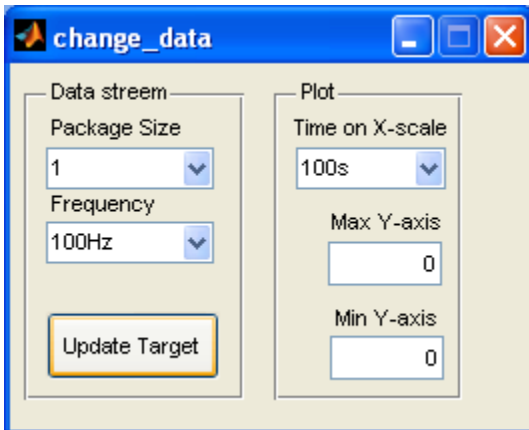 change_data
Data streem
Package Size
1
Frequency
100Hz
Update Target
Plot
Time on X-scale
100s
Max Y-axis
0
Min Y-axis
0